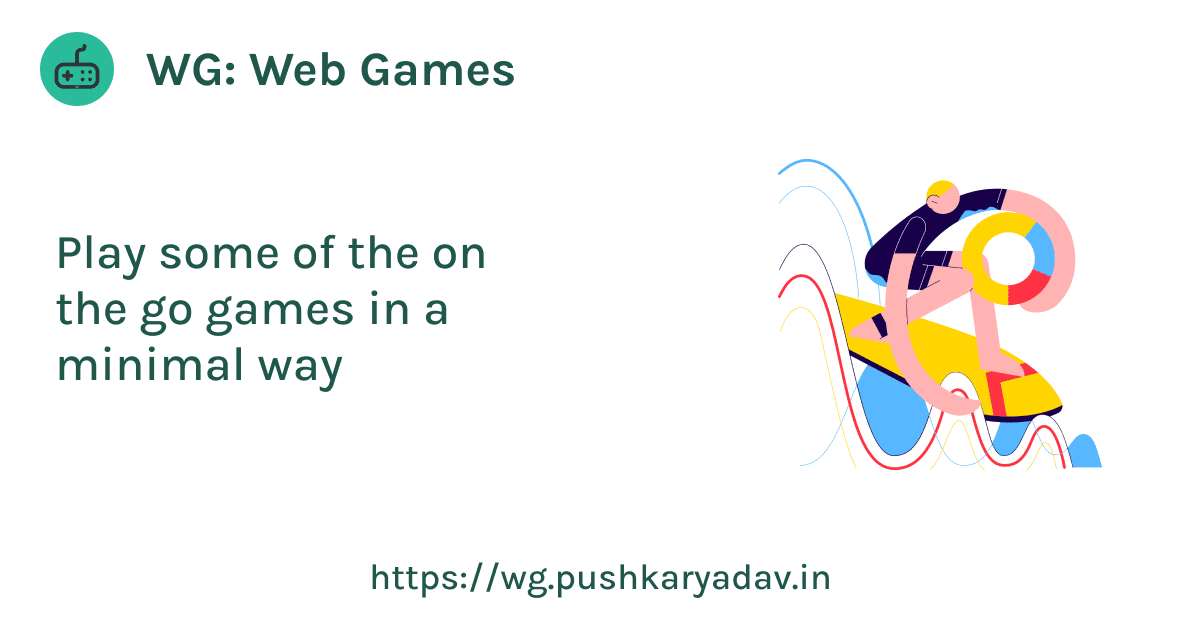 WG: Web Games
Play some of the on
the go games in a
minimal way
https://wg.pushkaryadav.in